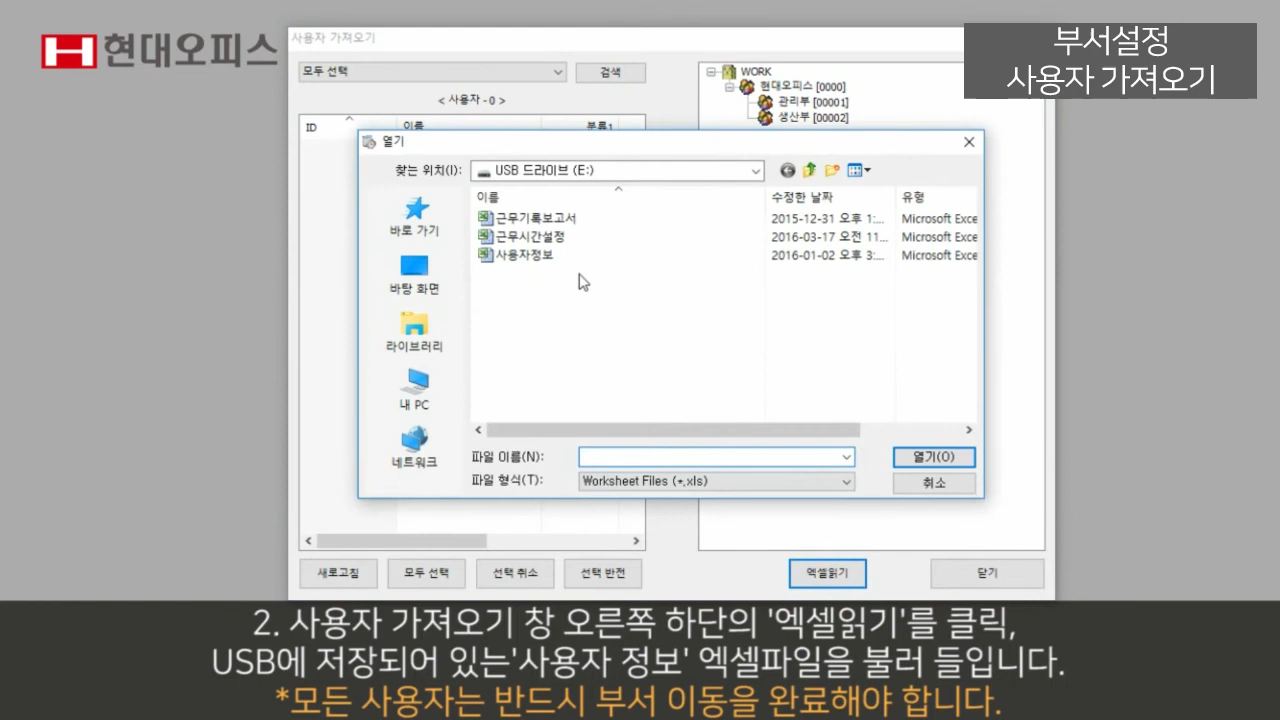 현대오피스
부서설정
사용자 가져오기
사용자 가져오기
모두 선택
검색
< 사용자 - 0 >
ID
이름
분류1
WORK
현대오피스 [0000]
관리부 [00001]
생산부 [00002]
열기
찾는 위치(I):
USB 드라이브 (E:)
바로 가기
바탕 화면
라이브러리
내 PC
네트워크
이름 수정한 날짜 유형
근무기록보고서 2015-12-31 오후 1:... Microsoft Exce
근무시간설정 2016-03-17 오전 11... Microsoft Exce
사용자정보 2016-01-02 오후 3:... Microsoft Exce
파일 이름(N):
열기(O)
파일 형식(T):
Worksheet Files (*.xls)
취소
새로고침
모두 선택
선택 취소
선택 반전
엑셀읽기
닫기
2. 사용자 가져오기 창 오른쪽 하단의 '엑셀읽기'를 클릭,
USB에 저장되어 있는'사용자 정보' 엑셀파일을 불러 들입니다.
*모든 사용자는 반드시 부서 이동을 완료해야 합니다.